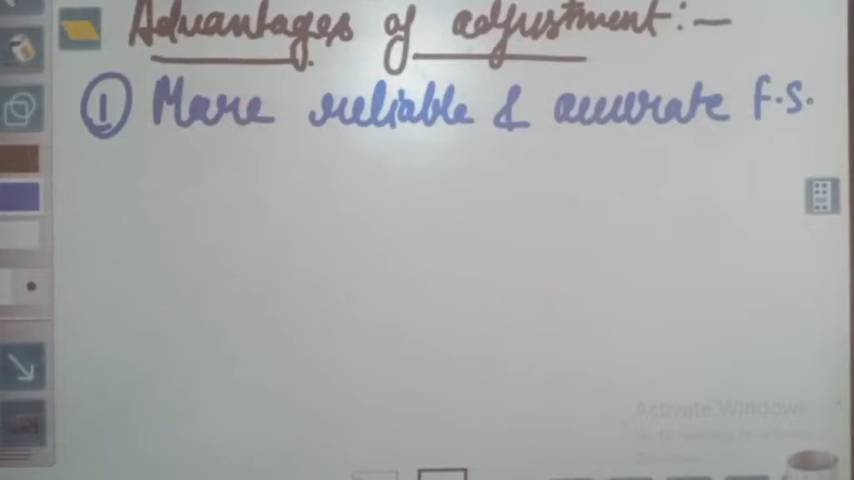 Advantages of adjustment:-
① More reliable & accurate F.S.
Activate Windows